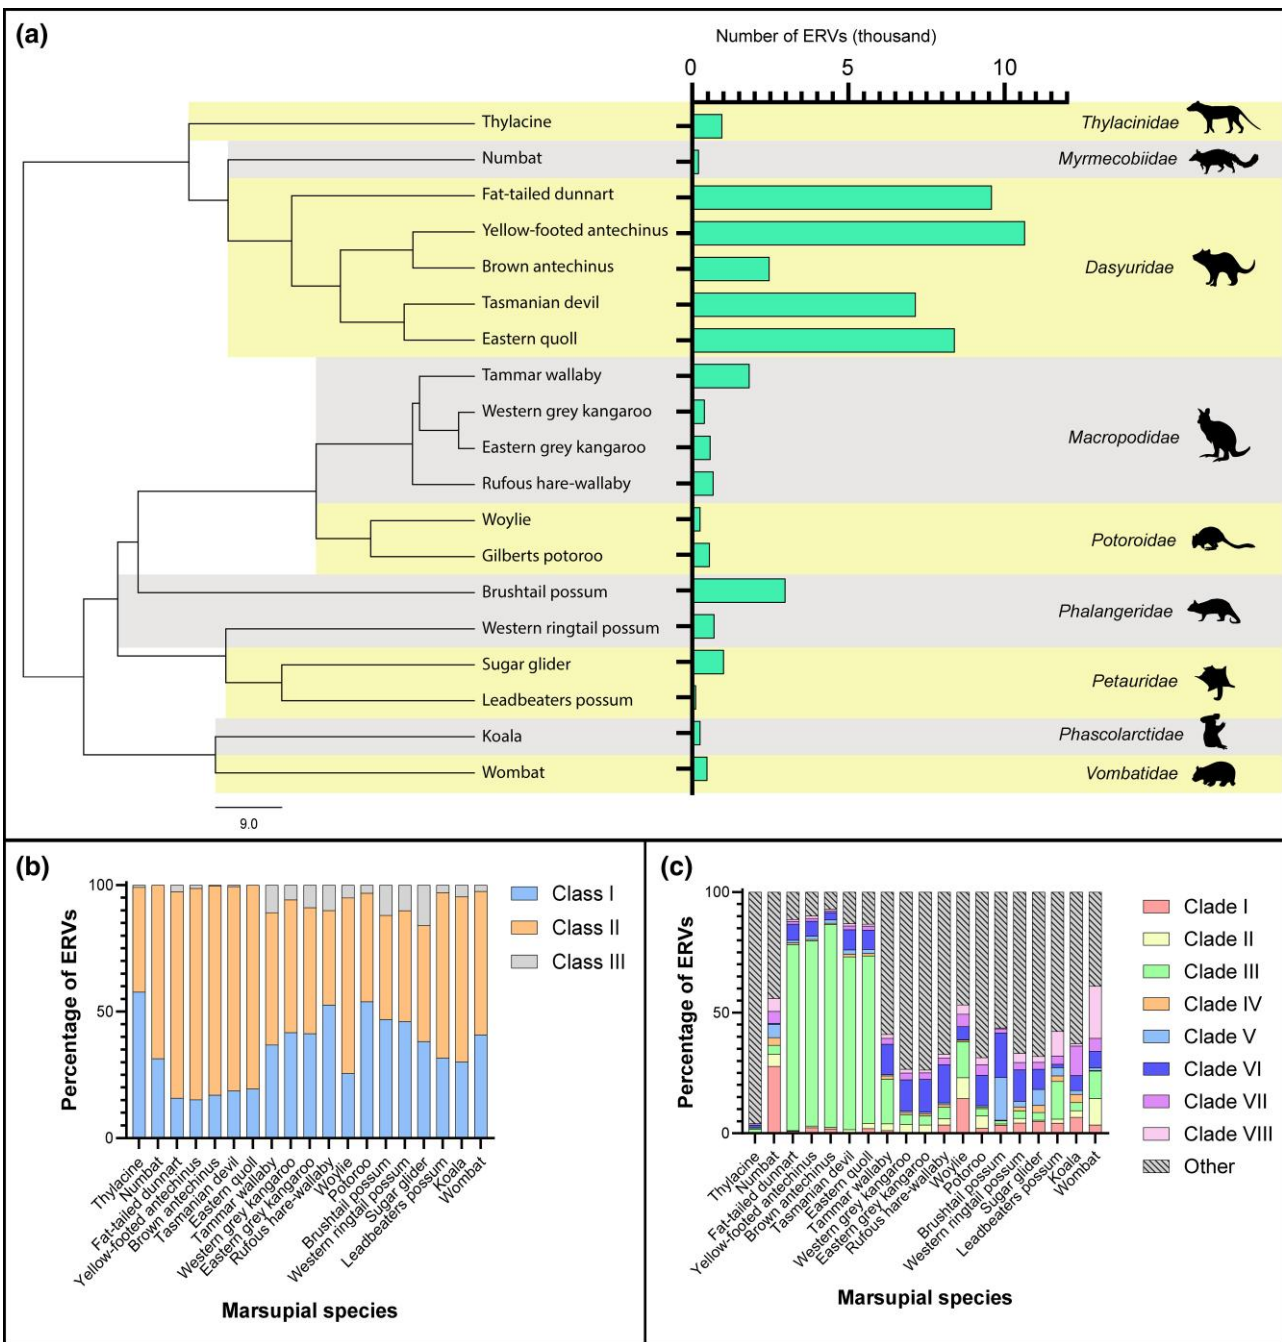 (a)
Number of ERVs (thousand)
0 5 10
Thylacine
Thylacinidae
Numbat
Myrmecobiidae
Fat-tailed dunnart
Yellow-footed antechinus
Brown antechinus
Dasyuridae
Tasmanian devil
Eastern quoll
Tammar wallaby
Western grey kangaroo
Macropodidae
Eastern grey kangaroo
Rufous hare-wallaby
Woylie
Potoroidae
Gilberts potoroo
Brushtail possum
Phalangeridae
Western ringtail possum
Sugar glider
Petauridae
Leadbeaters possum
Koala
Phascolarctidae
Wombat
Vombatidae
9.0
(b)
100
50
0
Percentage of ERVs
Class I
Class II
Class III
Thylacine
Numbat
Fat-tailed dunnart
Yellow-footed antechinus
Brown antechinus
Tasmanian devil
Eastern quoll
Tammar wallaby
Western grey kangaroo
Eastern grey kangaroo
Rufous hare-wallaby
Woylie
Potoroo
Brushtail possum
Western ringtail possum
Sugar glider
Leadbeaters possum
Koala
Wombat
Marsupial species
(c)
100
50
0
Percentage of ERVs
Clade I
Clade II
Clade III
Clade IV
Clade V
Clade VI
Clade VII
Clade VIII
Other
Thylacine
Numbat
Fat-tailed dunnart
Yellow-footed antechinus
Brown antechinus
Tasmanian devil
Eastern quoll
Tammar wallaby
Western grey kangaroo
Eastern grey kangaroo
Rufous hare-wallaby
Woylie
Potoroo
Brushtail possum
Western ringtail possum
Sugar glider
Leadbeaters possum
Koala
Wombat
Marsupial species